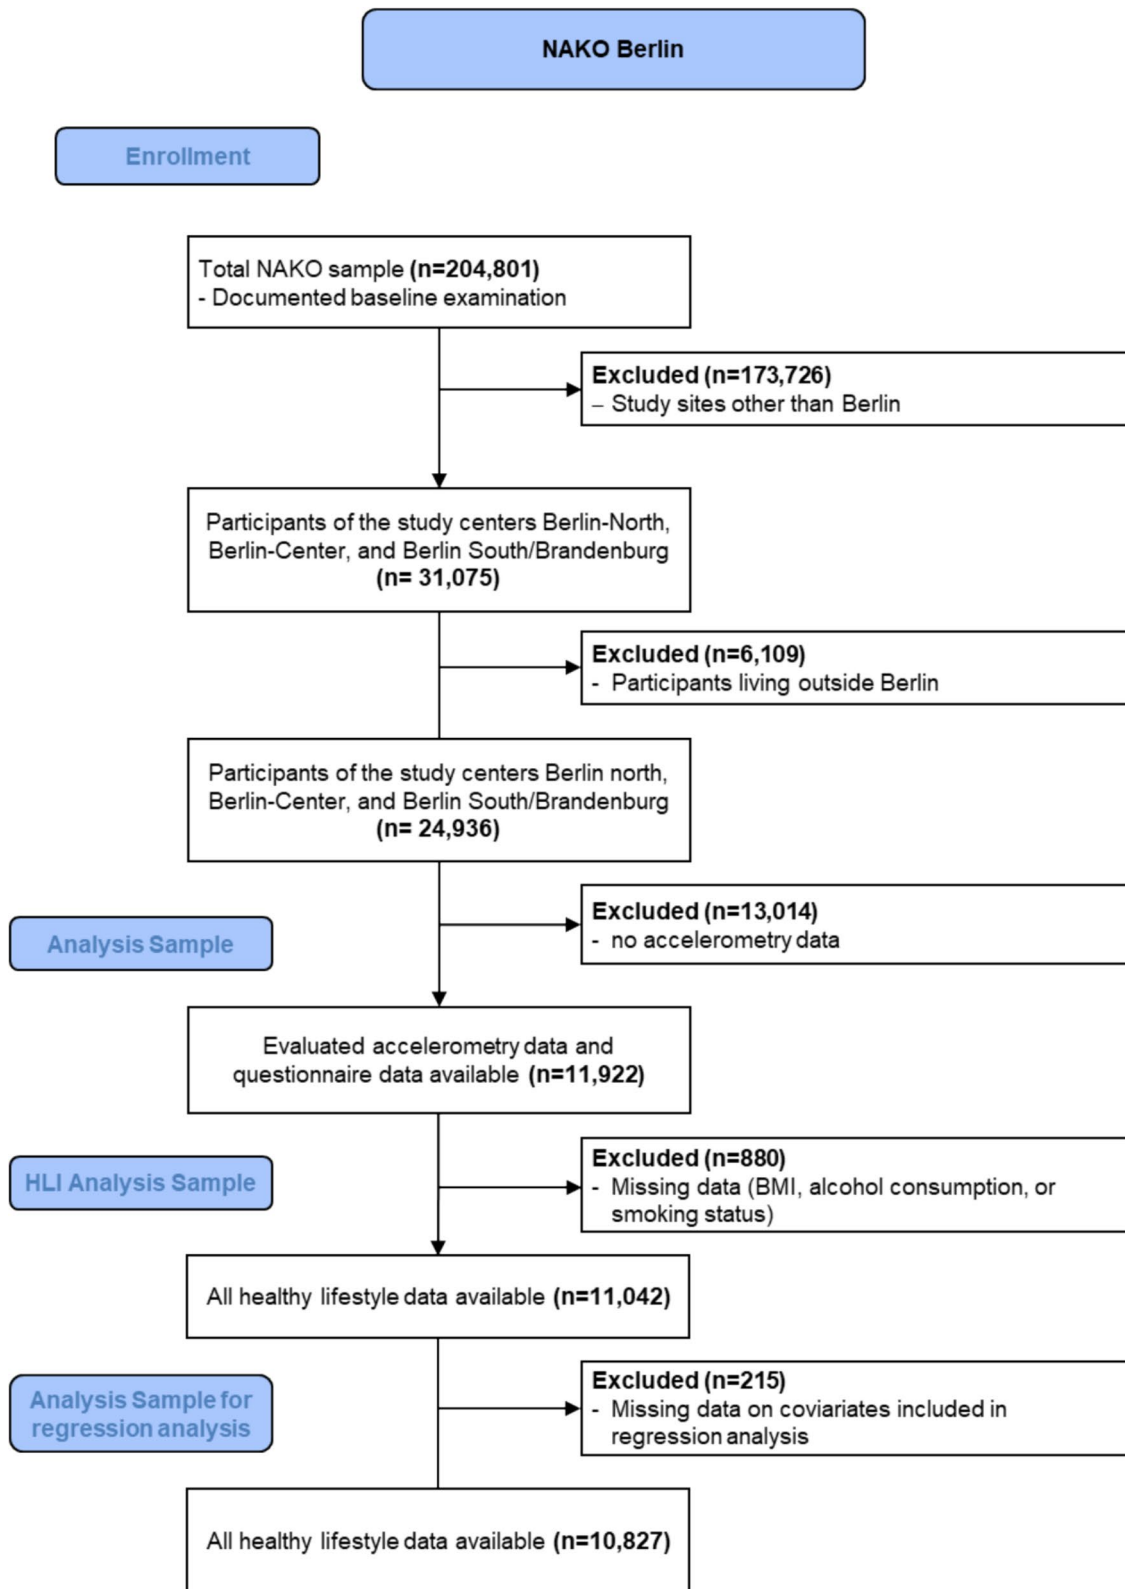 NAKO Berlin
Enrollment
Total NAKO sample (n=204,801)
- Documented baseline examination
Excluded (n=173,726)
– Study sites other than Berlin
Participants of the study centers Berlin-North,
Berlin-Center, and Berlin South/Brandenburg
(n= 31,075)
Excluded (n=6,109)
- Participants living outside Berlin
Participants of the study centers Berlin north,
Berlin-Center, and Berlin South/Brandenburg
(n= 24,936)
Excluded (n=13,014)
- no accelerometry data
Analysis Sample
Evaluated accelerometry data and
questionnaire data available (n=11,922)
Excluded (n=880)
- Missing data (BMI, alcohol consumption, or
smoking status)
HLI Analysis Sample
All healthy lifestyle data available (n=11,042)
Excluded (n=215)
- Missing data on covariates included in
regression analysis
Analysis Sample for
regression analysis
All healthy lifestyle data available (n=10,827)